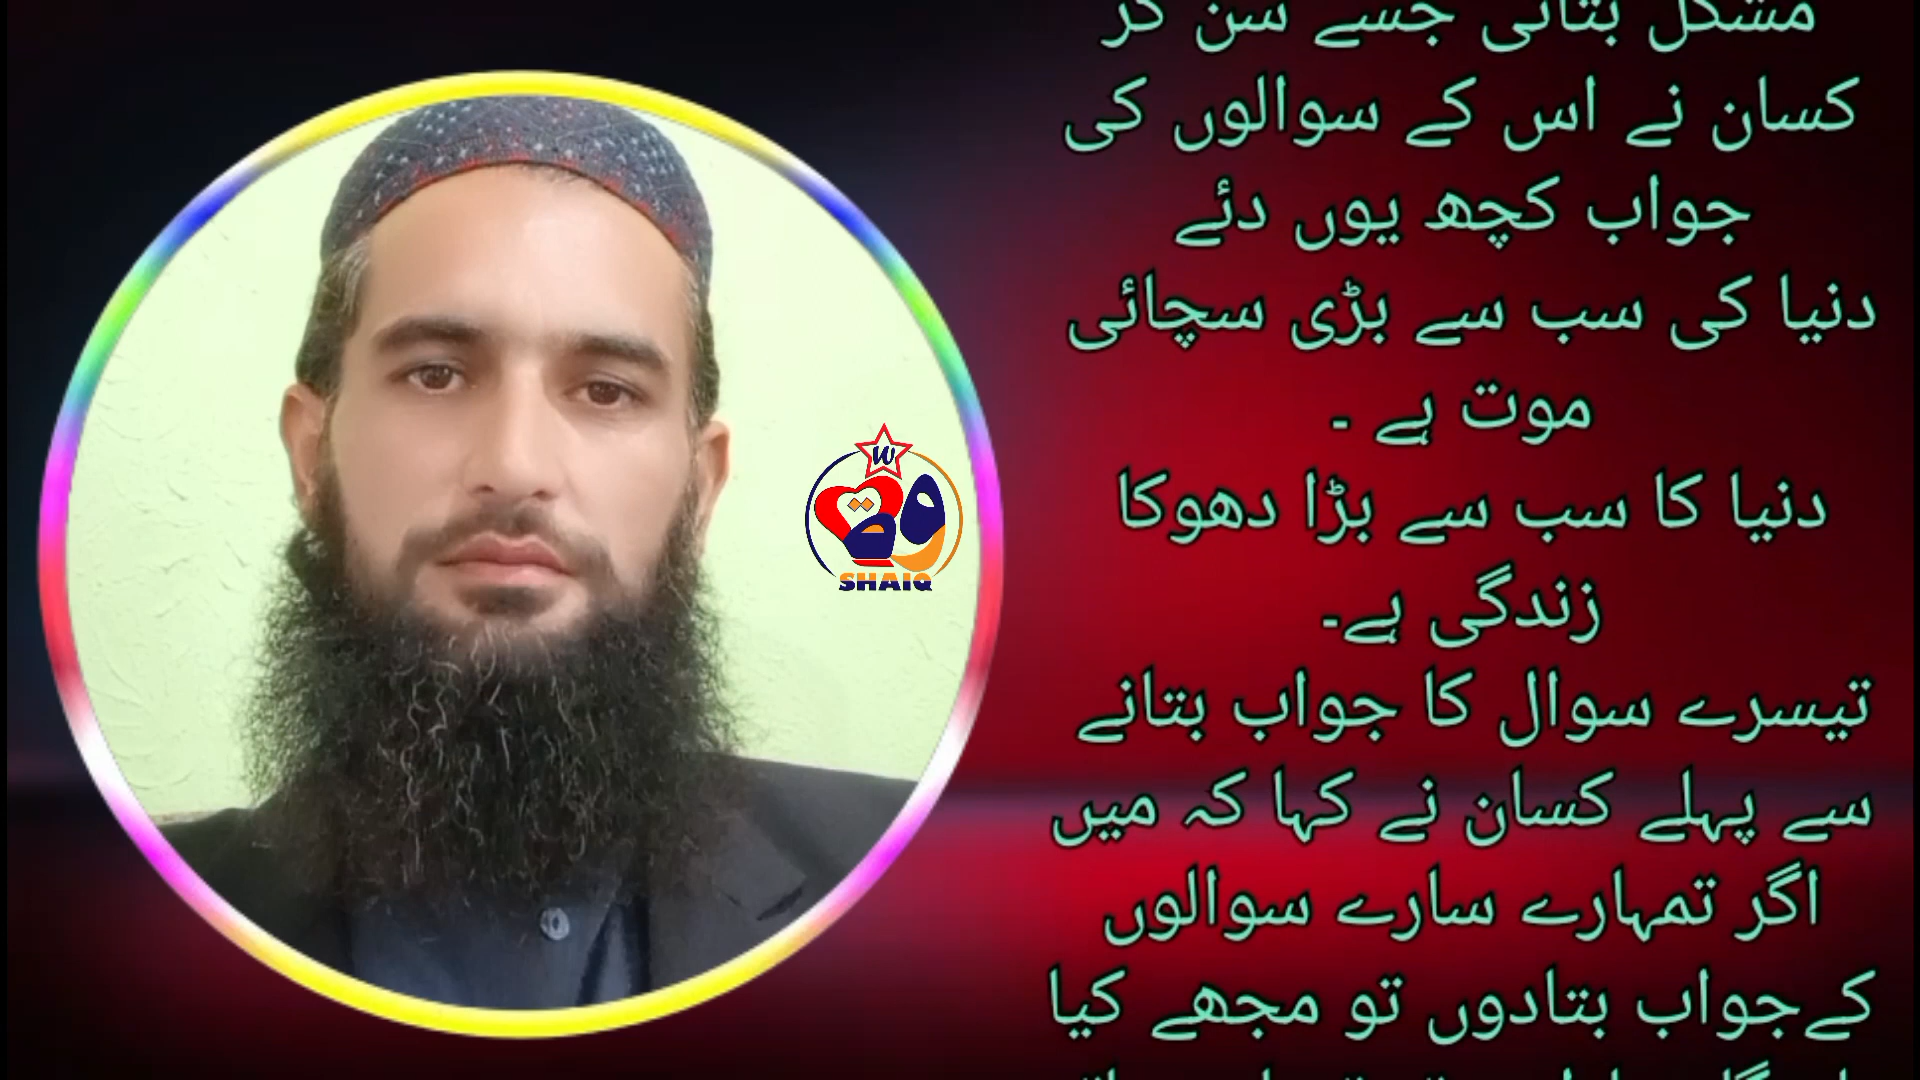 مشکل بتائی جسے سن کر
کسان نے اس کے سوالوں کی
جواب کچھ یوں دئے
دنیا کی سب سے بڑی سچائی
موت ہے ۔
دنیا کا سب سے بڑا دھوکا
زندگی ہے۔
تیسرے سوال کا جواب بتانے
سے پہلے کسان نے کہا کہ میں
اگر تمہارے سارے سوالوں
کےجواب بتادوں تو مجھے کیا
W
SHAIQ